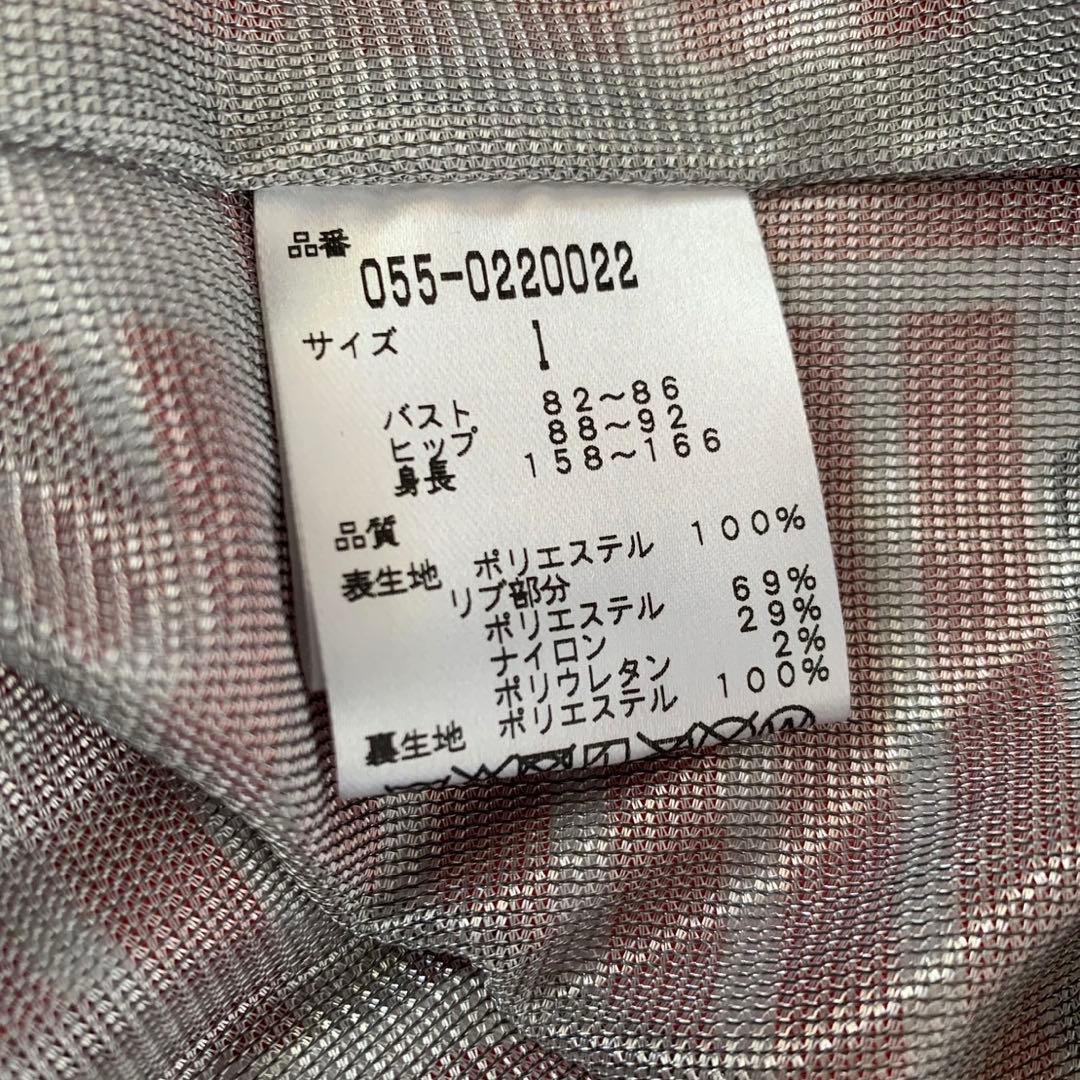 品番
055-0220022
サイズ 1
バスト 82〜86
ヒップ 88〜92
身長 158〜166
品質
表生地 ポリエステル 100%
リブ部分
ポリエステル 69%
ナイロン 29%
ポリウレタン 2%
裏生地 ポリエステル 100%